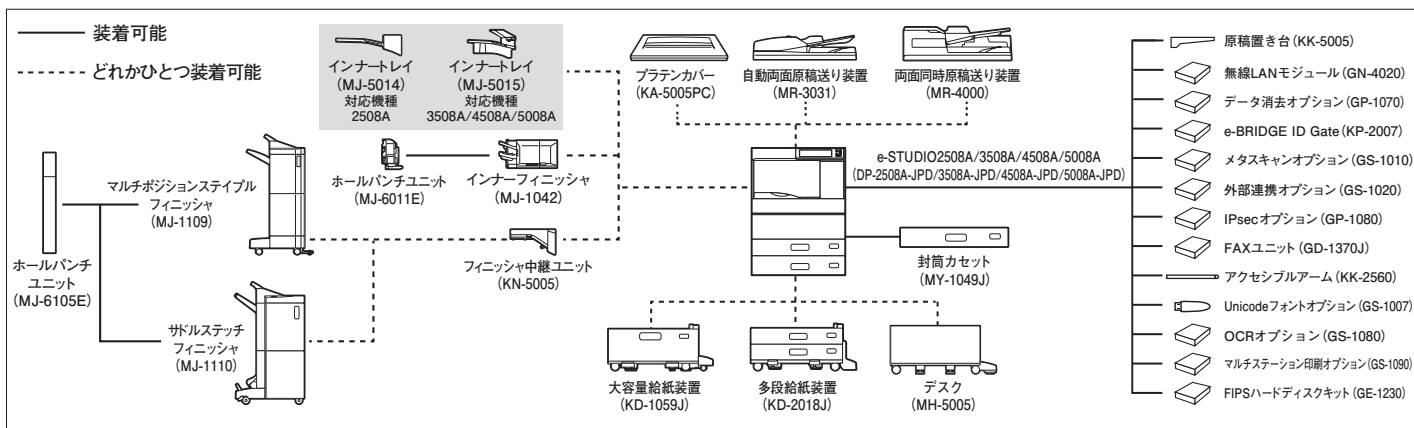 装着可能
どれかひとつ装着可能
インナートレイ
(MJ-5014)
対応機種
2508A
インナートレイ
(MJ-5015)
対応機種
3508A/4508A/5008A
プラテンカバー
(KA-5005PC)
自動両面原稿送り装置
(MR-3031)
両面同時原稿送り装置
(MR-4000)
ホールパンチユニット
(MJ-6011E)
インナーフィニッシャ
(MJ-1042)
マルチポジションステイプル
フィニッシャ
(MJ-1109)
ホールパンチ
ユニット
(MJ-6105E)
サドルステッチ
フィニッシャ
(MJ-1110)
フィニッシャ中継ユニット
(KN-5005)
e-STUDIO2508A/3508A/4508A/5008A
(DP-2508A-JPD/3508A-JPD/4508A-JPD/5008A-JPD)
封筒カセット
(MY-1049J)
大容量給紙装置
(KD-1059J)
多段給紙装置
(KD-2018J)
デスク
(MH-5005)
原稿置き台(KK-5005)
無線LANモジュール(GN-4020)
データ消去オプション(GP-1070)
e-BRIDGE ID Gate(KP-2007)
メタスキャンオプション(GS-1010)
外部連携オプション(GS-1020)
IPsecオプション(GP-1080)
FAXユニット(GD-1370J)
アクセシブルアーム(KK-2560)
Unicodeフォントオプション(GS-1007)
OCRオプション(GS-1080)
マルチステーション印刷オプション(GS-1090)
FIPSハードディスクキット(GE-1230)